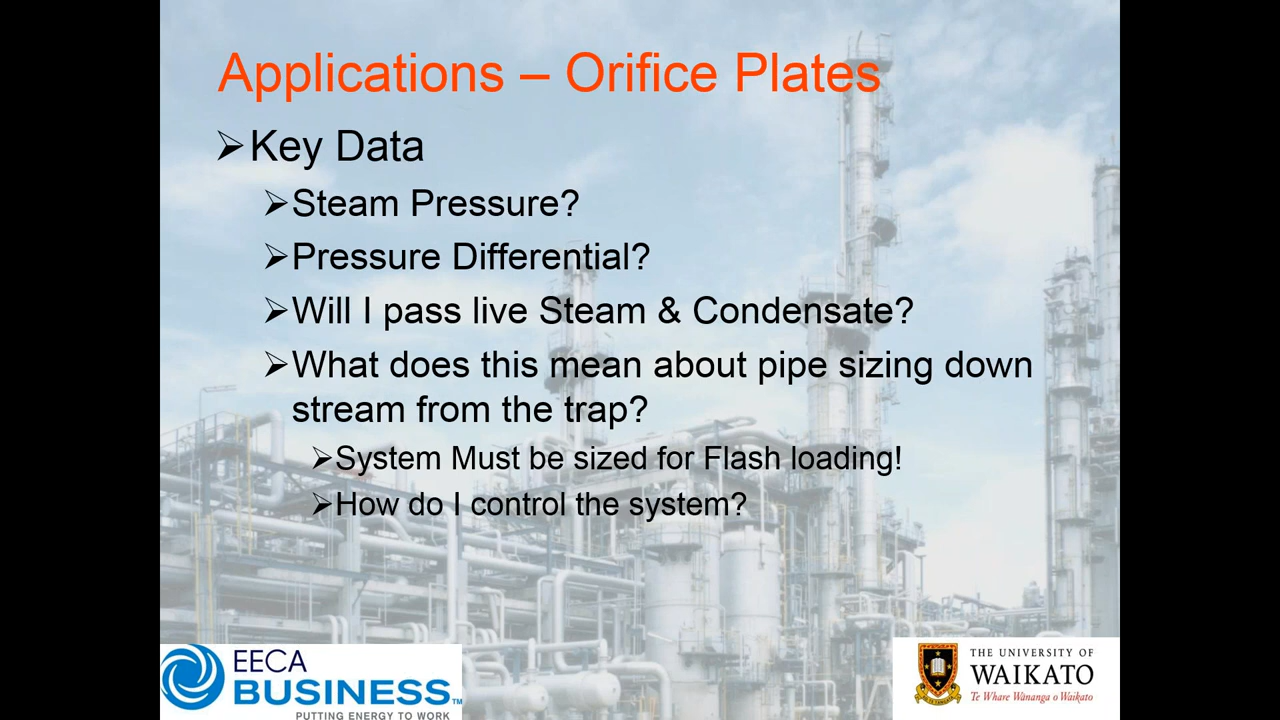 Applications – Orifice Plates
➢Key Data
➢Steam Pressure?
➢Pressure Differential?
➢Will I pass live Steam & Condensate?
➢What does this mean about pipe sizing down
stream from the trap?
➢System Must be sized for Flash loading!
➢How do I control the system?
EECA
BUSINESS™
PUTTING ENERGY TO WORK
THE UNIVERSITY OF
WAIKATO
Te Whare Wānanga o Waikato